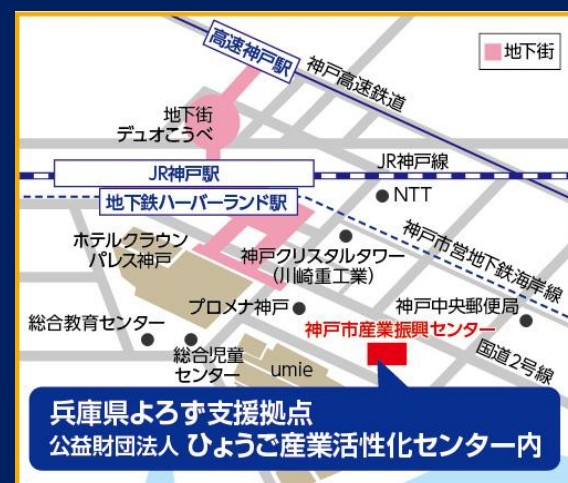 高速神戸駅
神戸高速鉄道
地下街
地下街
デュオこうべ
JR神戸駅
JR神戸線
地下鉄ハーバーランド駅
NTT
神戸市営地下鉄海岸線
ホテルクラウン
パレス神戸
神戸クリスタルタワー
(川崎重工業)
プロメナ神戸
神戸中央郵便局
総合教育センター
神戸市産業振興センター
総合児童
センター
umie
国道2号線
兵庫県よろず支援拠点
公益財団法人 ひょうご産業活性化センター内